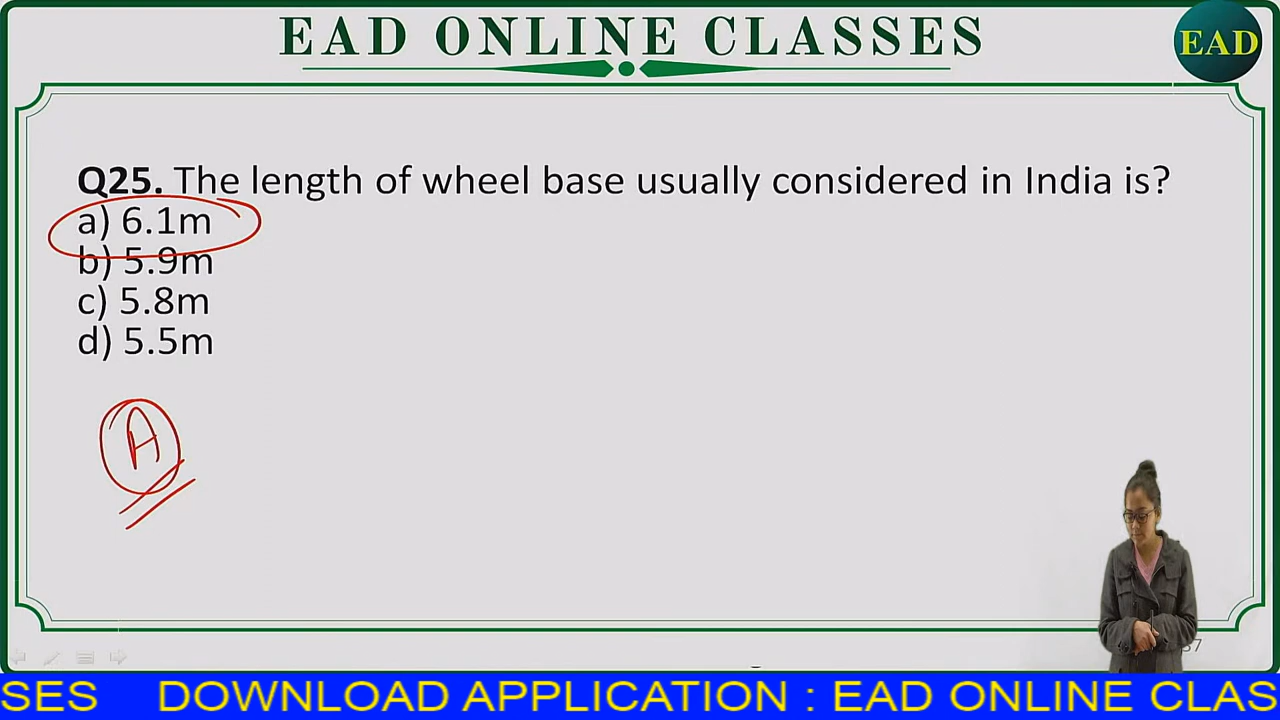 EAD ONLINE CLASSES
EAD
Q25. The length of wheel base usually considered in India is?
a) 6.1m
b) 5.9m
c) 5.8m
d) 5.5m
A
37
SES DOWNLOAD APPLICATION : EAD ONLINE CLAS